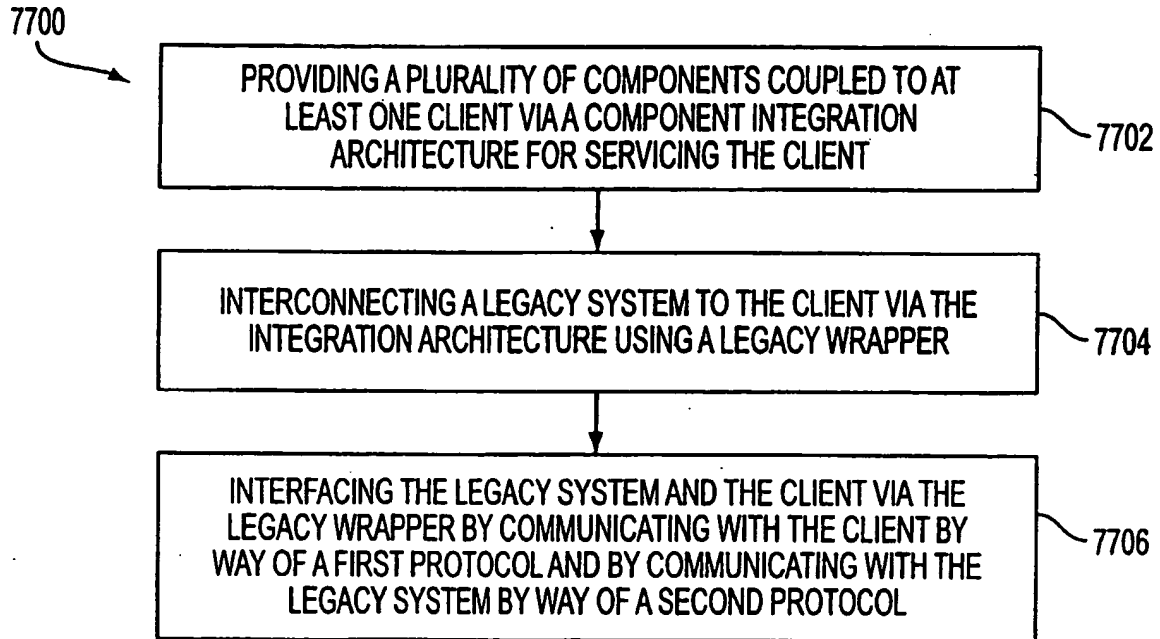 7700
PROVIDING A PLURALITY OF COMPONENTS COUPLED TO AT
LEAST ONE CLIENT VIA A COMPONENT INTEGRATION
ARCHITECTURE FOR SERVICING THE CLIENT
7702
INTERCONNECTING A LEGACY SYSTEM TO THE CLIENT VIA THE
INTEGRATION ARCHITECTURE USING A LEGACY WRAPPER
7704
INTERFACING THE LEGACY SYSTEM AND THE CLIENT VIA THE
LEGACY WRAPPER BY COMMUNICATING WITH THE CLIENT BY
WAY OF A FIRST PROTOCOL AND BY COMMUNICATING WITH THE
LEGACY SYSTEM BY WAY OF A SECOND PROTOCOL
7706